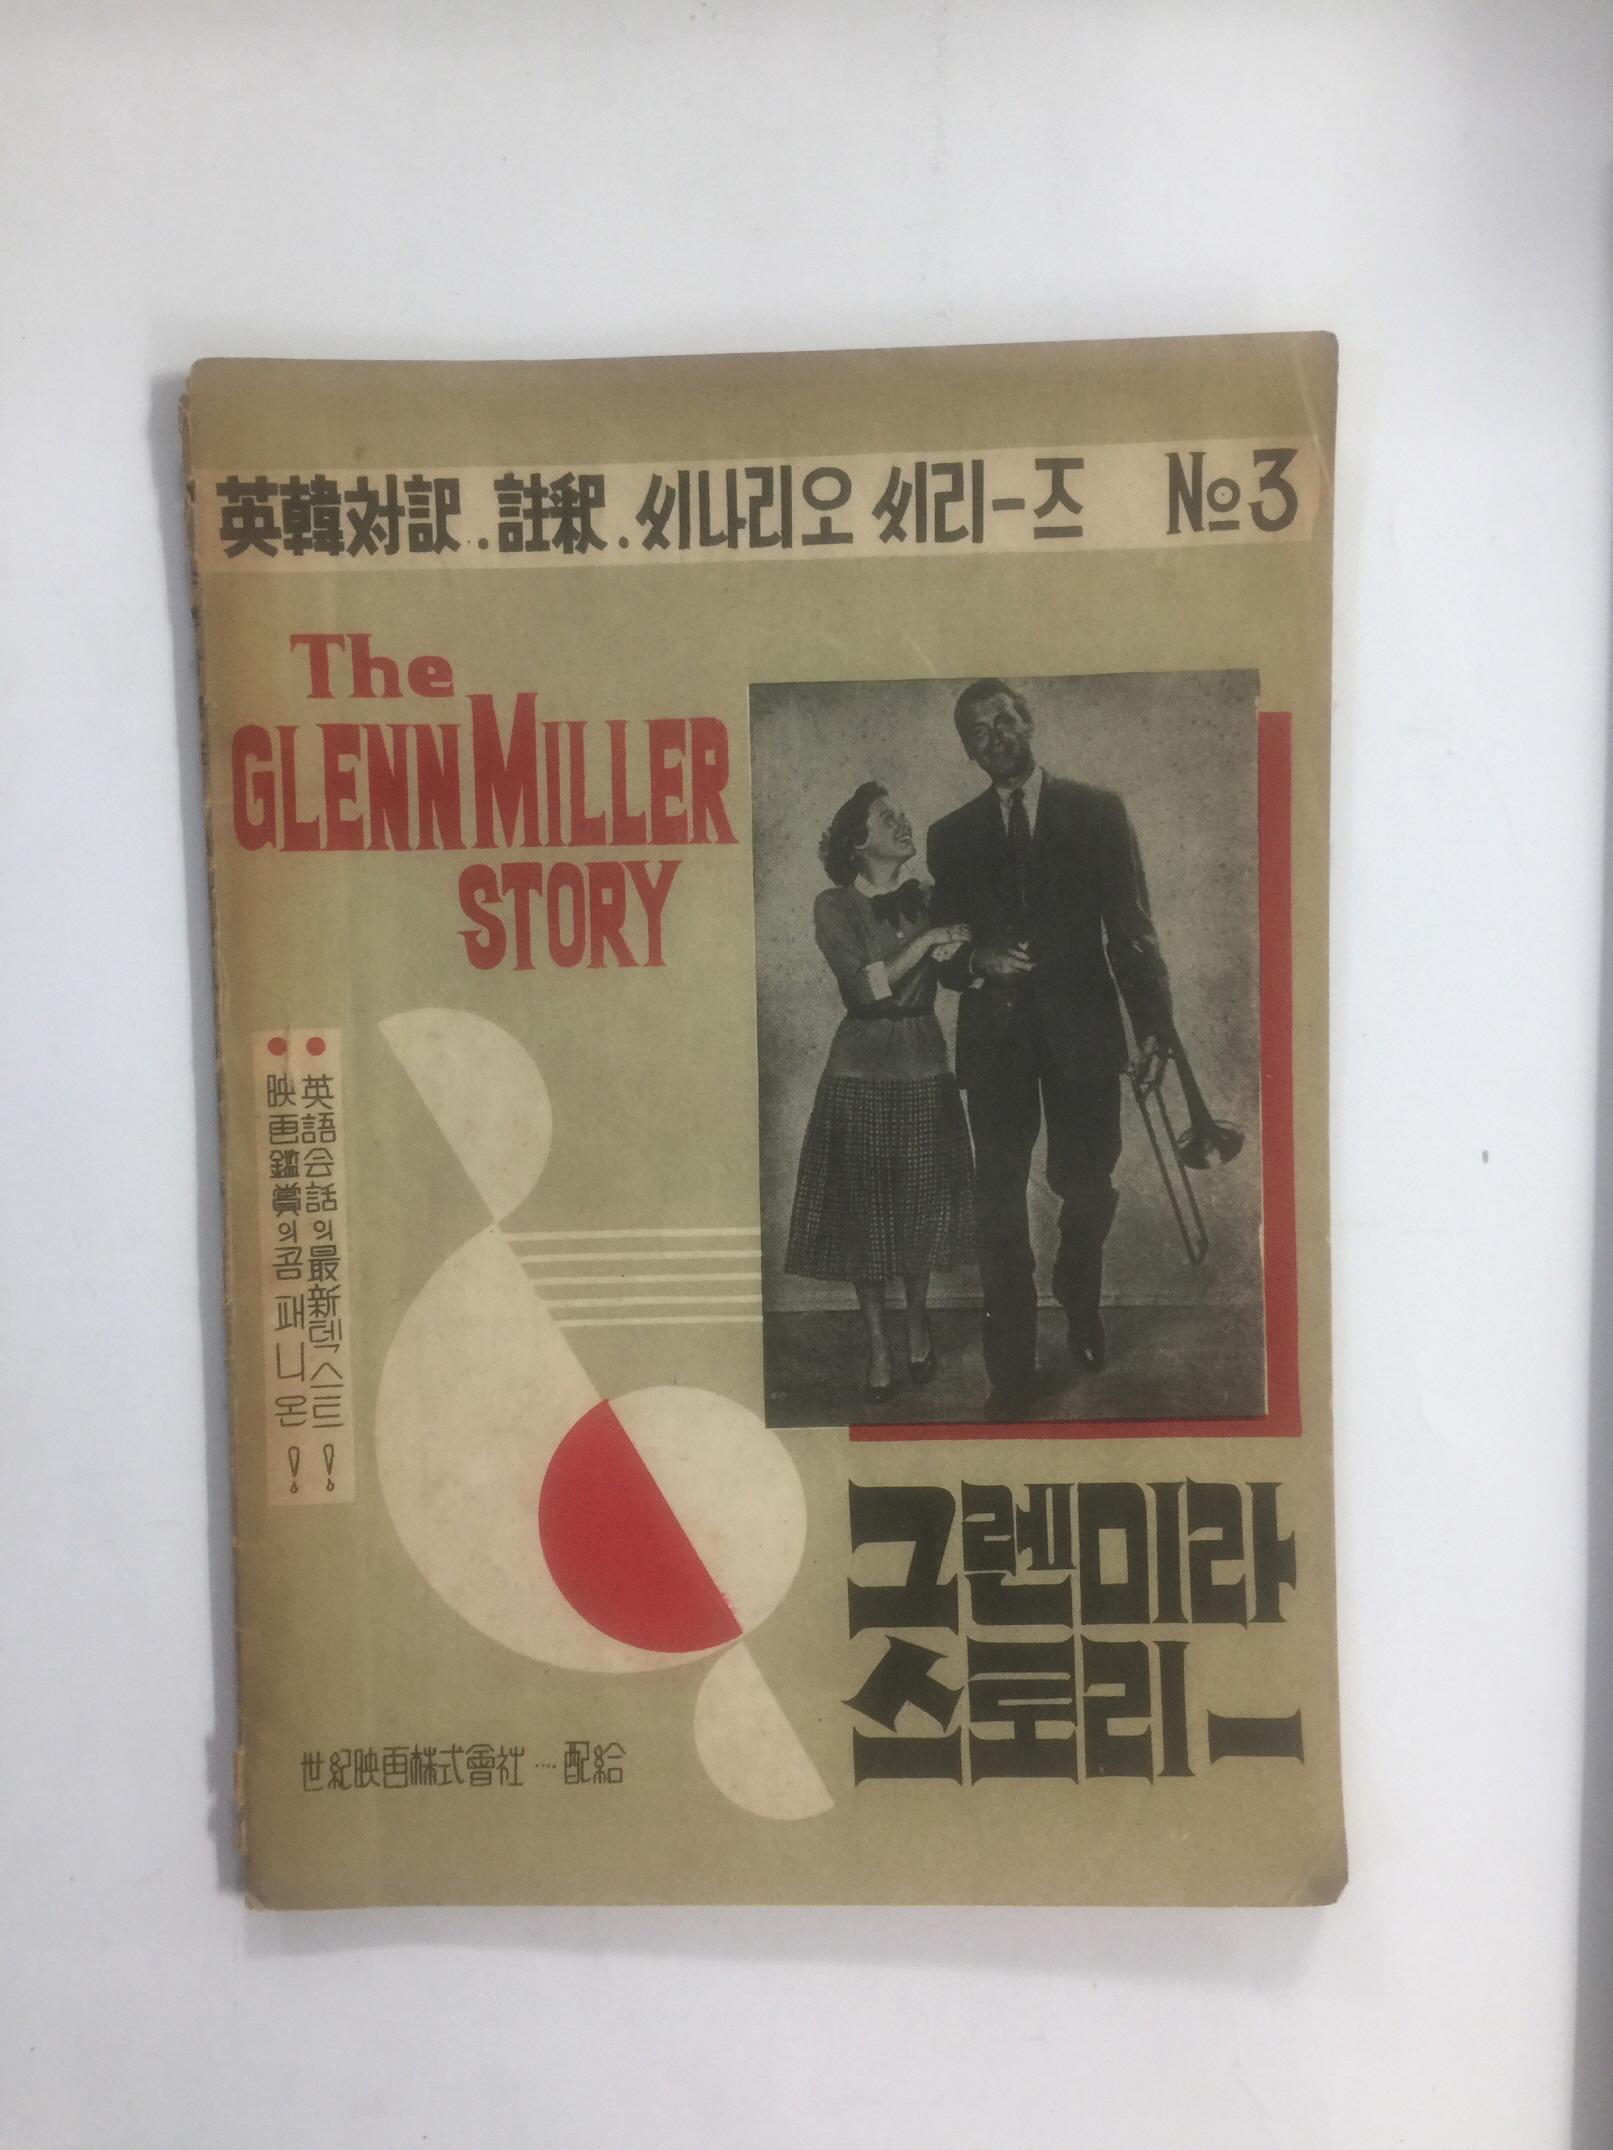 英韓対訳.註釈.씨나리오 씨리-즈 №3
The
GLENN MILLER
STORY
英語会話의最新덱스트!
映画鑑賞의콤패니온!
그렌미라
스토리-
世紀映画株式會社····配給